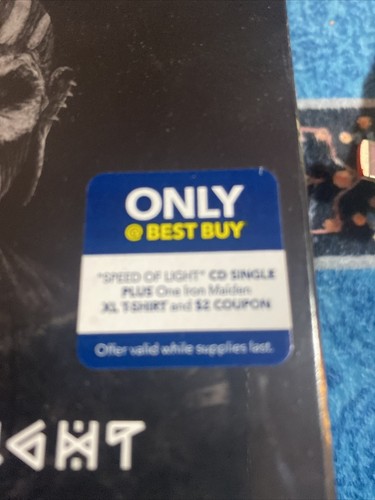 ONLY
@ BEST BUY
"SPEED OF LIGHT" CD SINGLE
PLUS One Iron Maiden
XL T-SHIRT and $2 COUPON
Offer valid while supplies last.
GHT